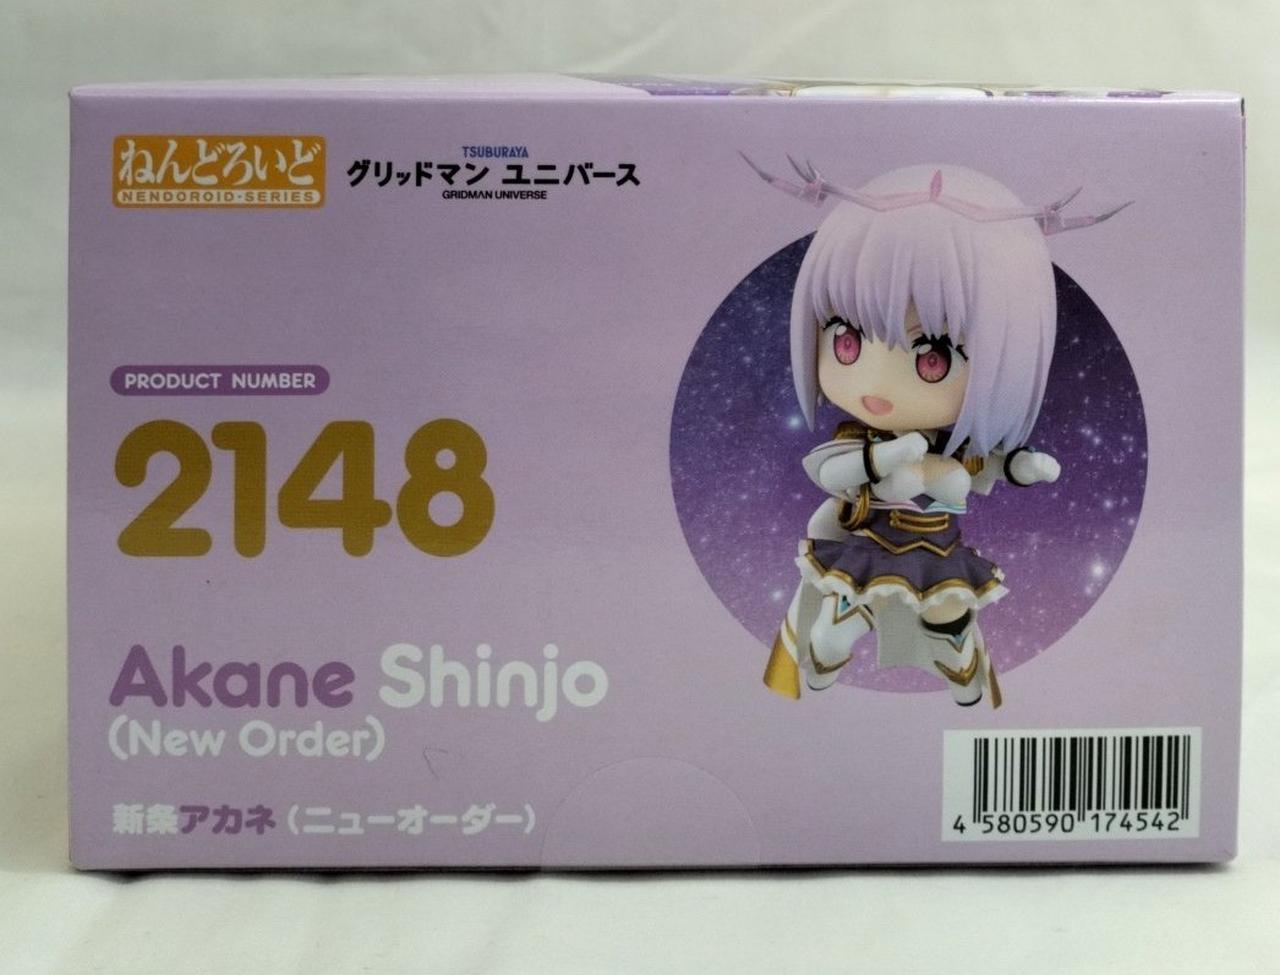 ねんどろいど
NENDOROID·SERIES
TSUBURAYA
グリッドマン ユニバース
GRIDMAN UNIVERSE
PRODUCT NUMBER
2148
Akane Shinjo
(New Order)
新条アカネ(ニューオーダー)
4 580590 174542